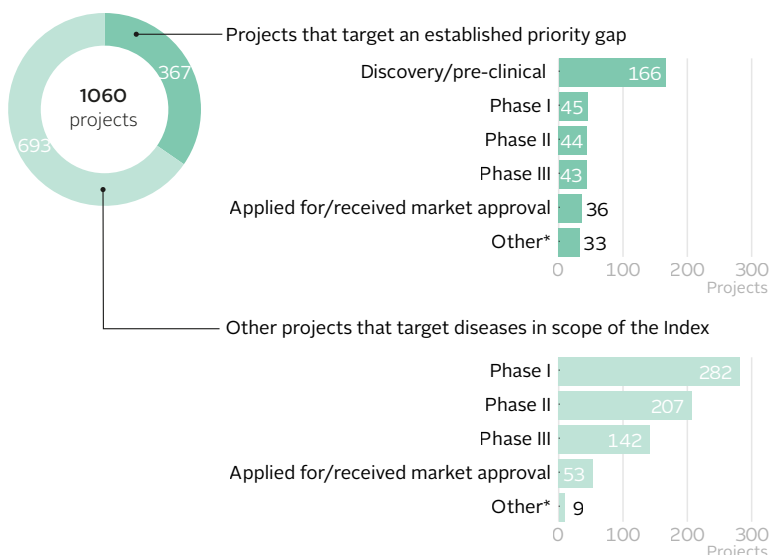 1060
projects
367
693
Projects that target an established priority gap
Discovery/pre-clinical 166
Phase I 45
Phase II 44
Phase III 43
Applied for/received market approval 36
Other* 33
0 100 200 300
Projects
Other projects that target diseases in scope of the Index
Phase I 282
Phase II 207
Phase III 142
Applied for/received market approval 53
Other* 9
0 100 200 300
Projects